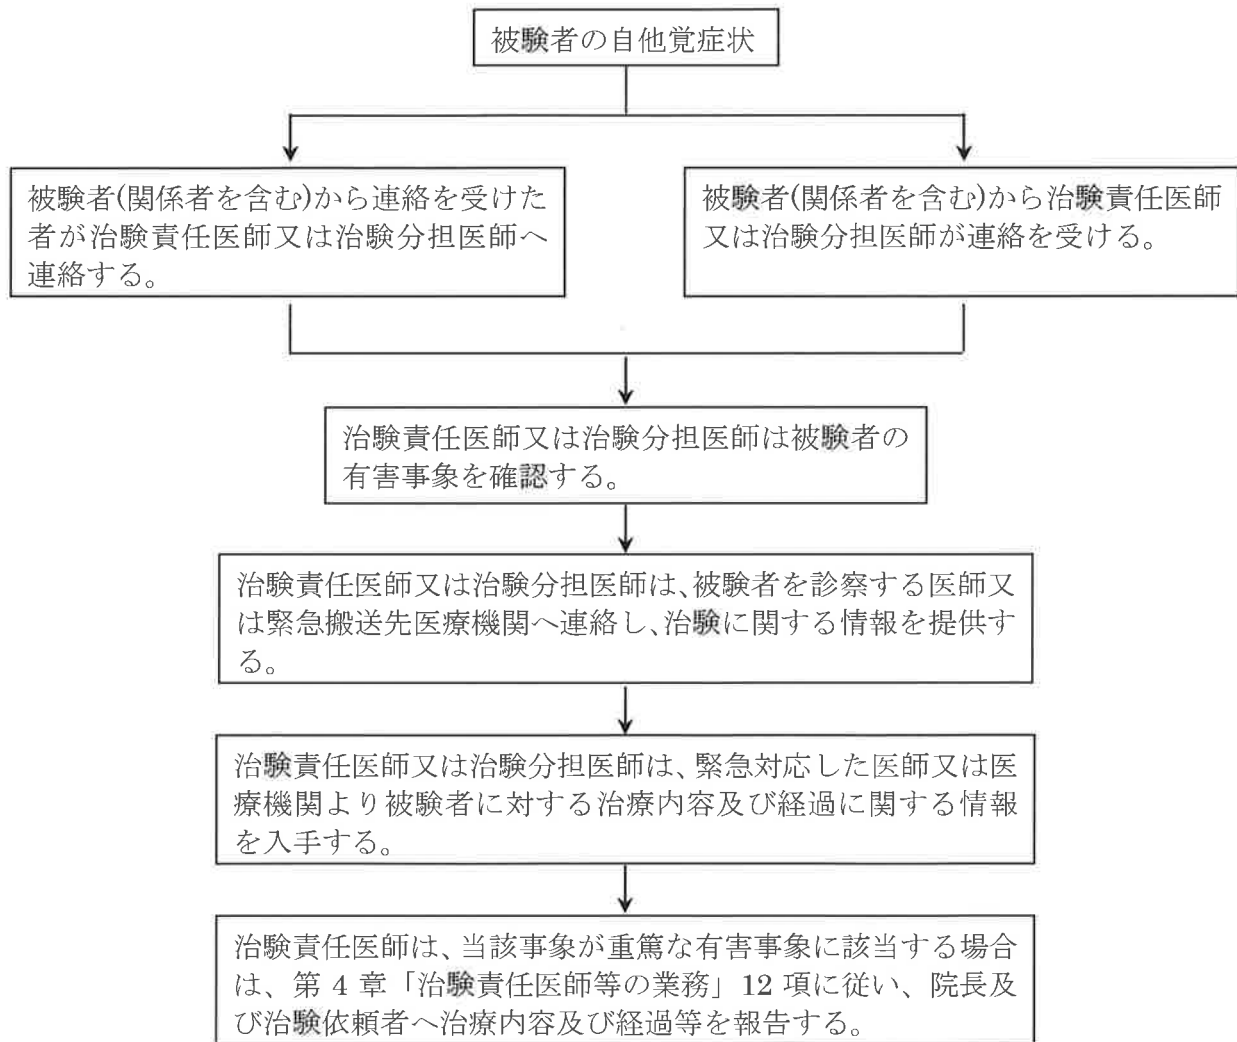 被験者の自他覚症状
被験者(関係者を含む)から連絡を受けた
者が治験責任医師又は治験分担医師へ
連絡する。
被験者(関係者を含む)から治験責任医師
又は治験分担医師が連絡を受ける。
治験責任医師又は治験分担医師は被験者の
有害事象を確認する。
治験責任医師又は治験分担医師は、被験者を診察する医師又
は緊急搬送先医療機関へ連絡し、治験に関する情報を提供す
る。
治験責任医師又は治験分担医師は、緊急対応した医師又は医
療機関より被験者に対する治療内容及び経過に関する情報
を入手する。
治験責任医師は、当該事象が重篤な有害事象に該当する場合
は、第 4 章「治験責任医師等の業務」12 項に従い、院長及
び治験依頼者へ治療内容及び経過等を報告する。